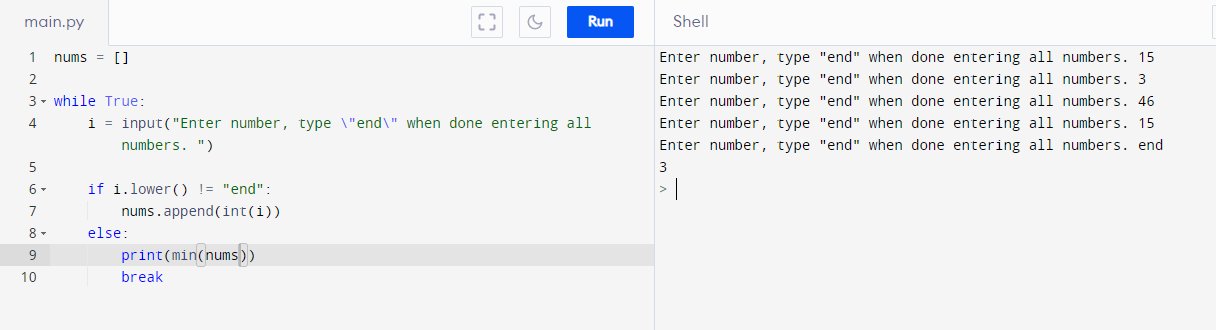 main.py
Run
Shell
1 nums = []
2
3 while True:
4 i = input("Enter number, type \"end\" when done entering all
numbers. ")
5
6 if i.lower() != "end":
7 nums.append(int(i))
8 else:
9 print(min(nums))
10 break
Enter number, type "end" when done entering all numbers. 15
Enter number, type "end" when done entering all numbers. 3
Enter number, type "end" when done entering all numbers. 46
Enter number, type "end" when done entering all numbers. 15
Enter number, type "end" when done entering all numbers. end
3
>